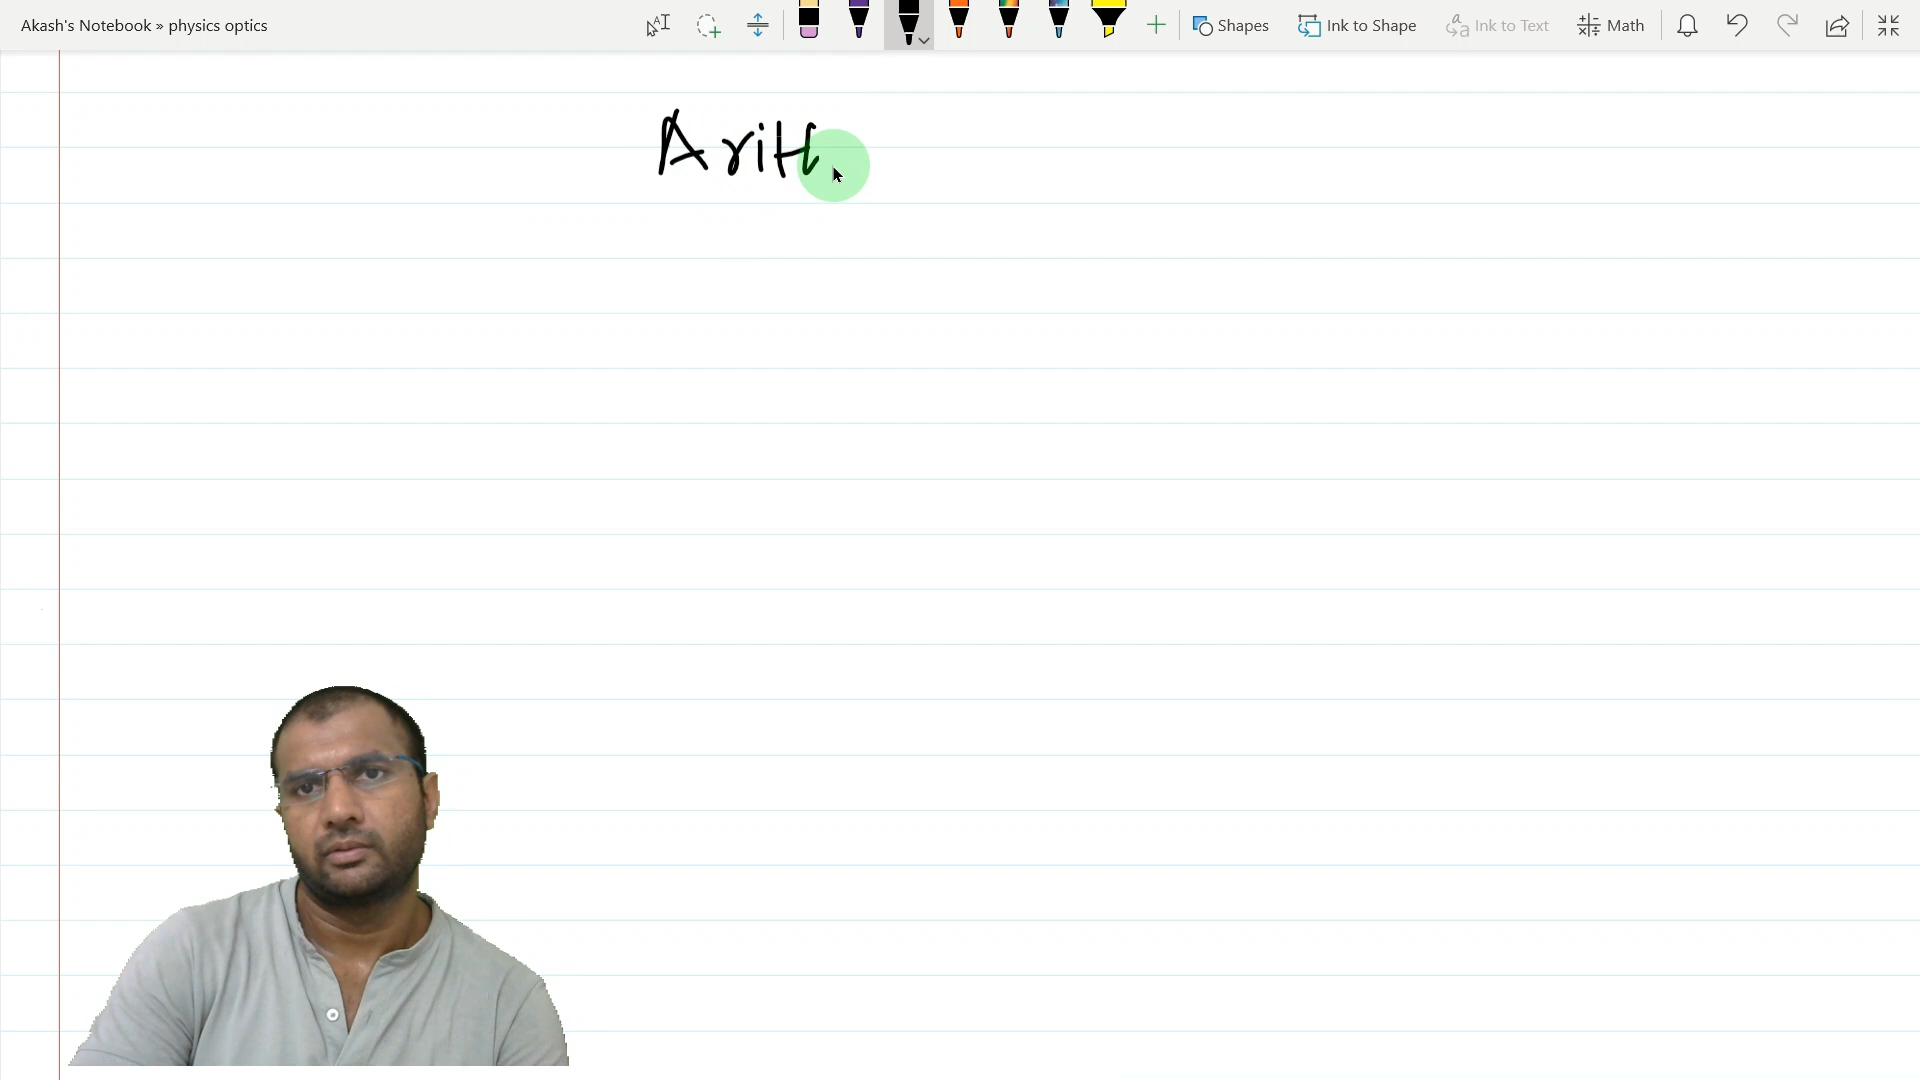 Akash's Notebook » physics optics
Shapes
Ink to Shape
Ink to Text
Math
Arith